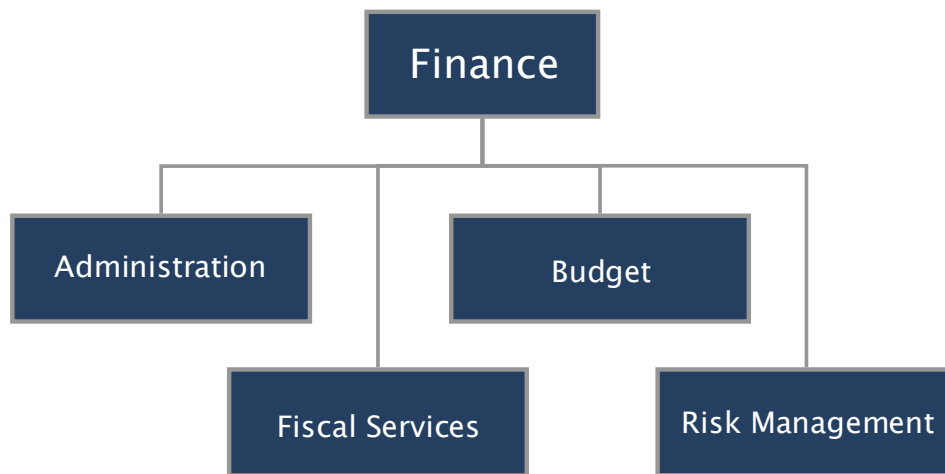 Finance
Administration
Budget
Fiscal Services
Risk Management